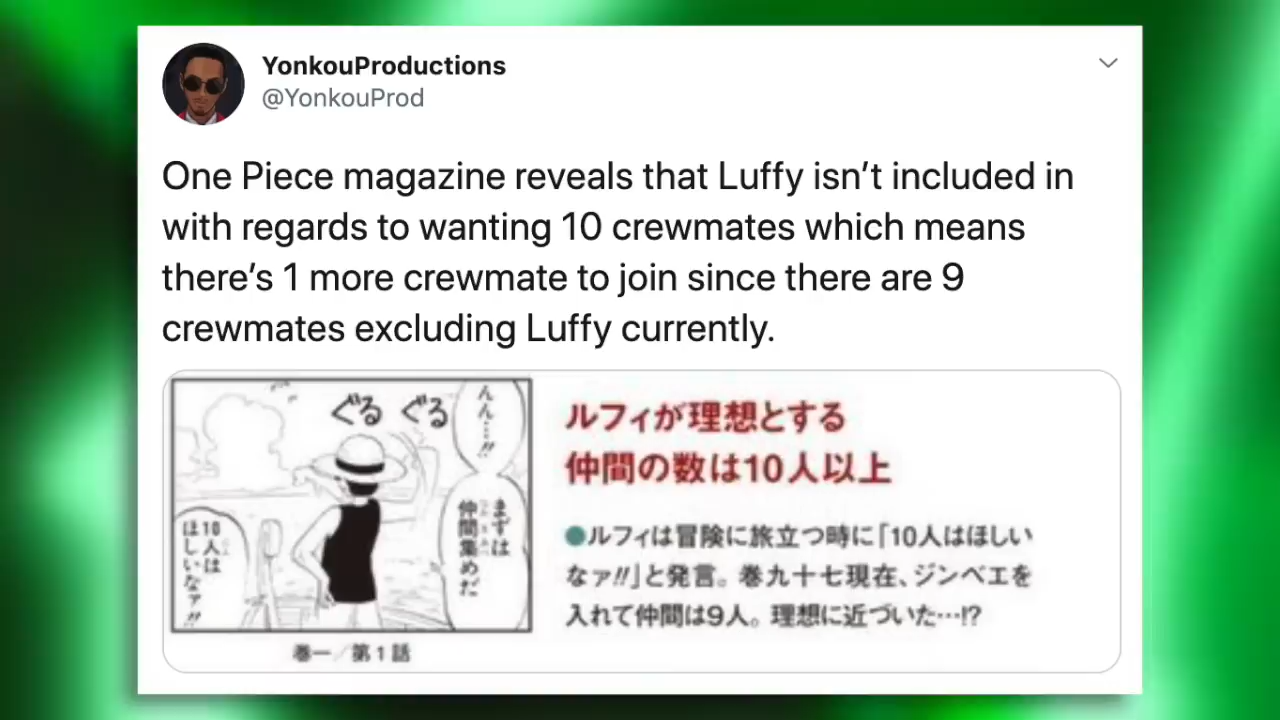 YonkouProductions
@YonkouProd
One Piece magazine reveals that Luffy isn't included in
with regards to wanting 10 crewmates which means
there's 1 more crewmate to join since there are 9
crewmates excluding Luffy currently.
んん…!!
まずは
仲間集めだ
ぐる ぐる
10人は
ほしいなァ!!
巻一/第1話
ルフィが理想とする
仲間の数は10人以上
●ルフィは冒険に旅立つ時に「10人はほしい
なァ!!」と発言。巻九十七現在、ジンベエを
入れて仲間は9人。理想に近づいた…!?